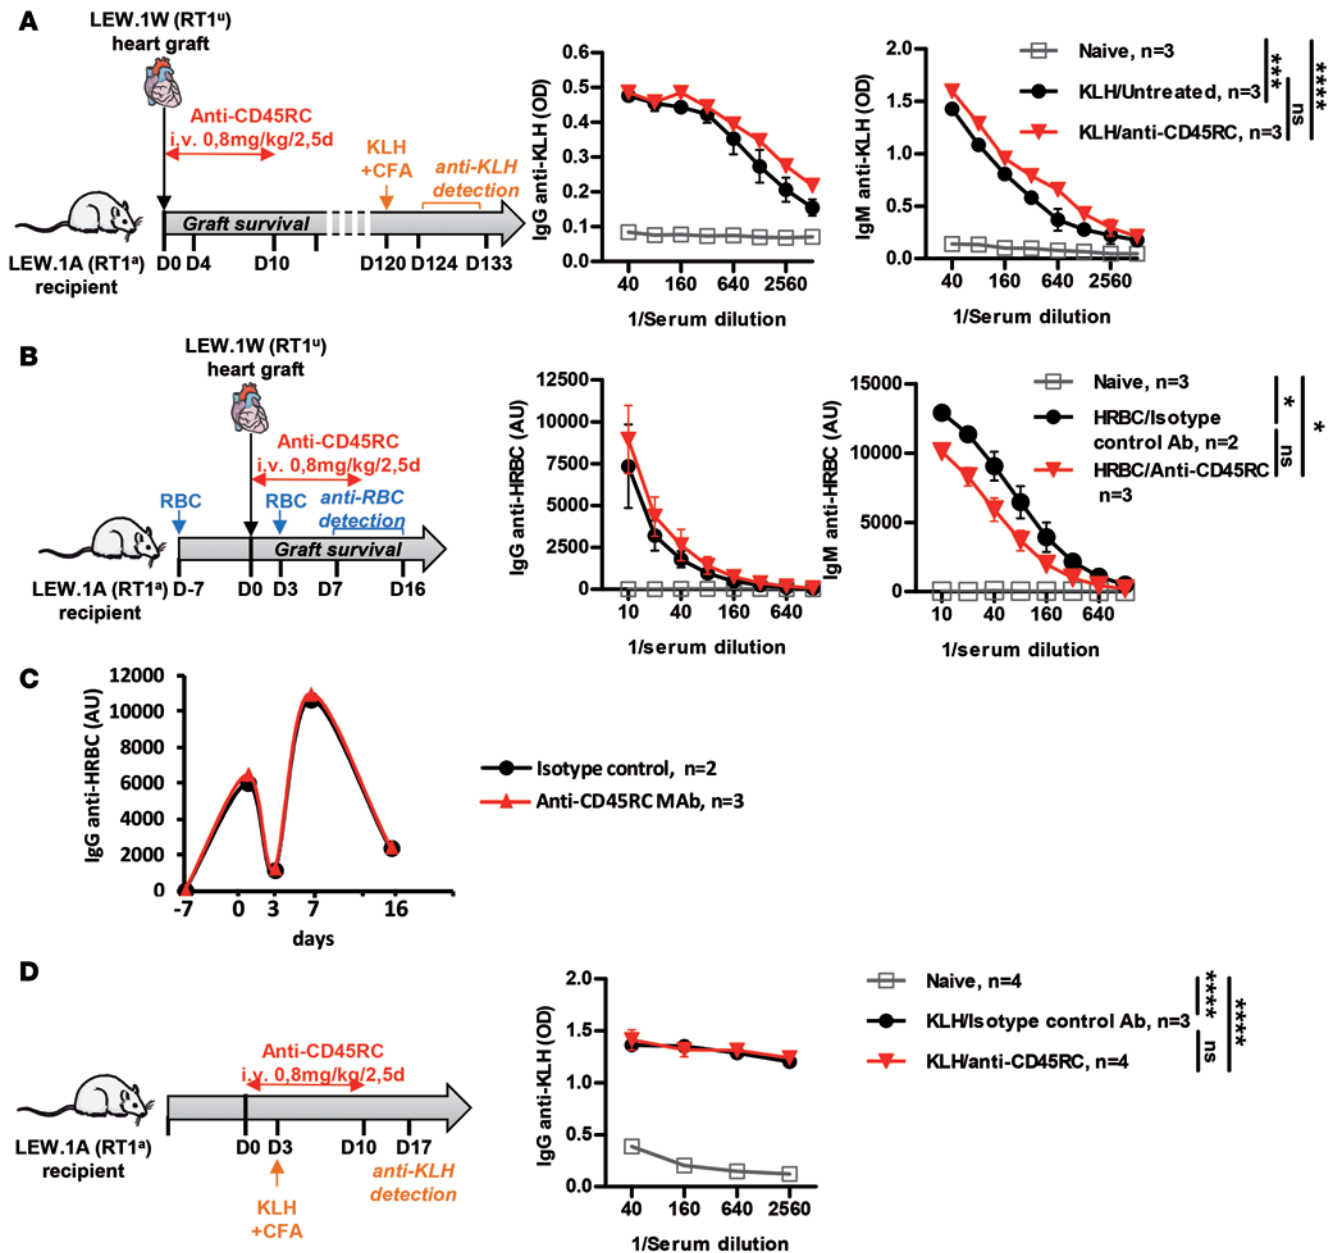 A
LEW.1W (RT1ᵘ)
heart graft
Anti-CD45RC
i.v. 0,8mg/kg/2,5d
KLH
+CFA
anti-KLH
detection
Graft survival
LEW.1A (RT1ᵃ)
recipient
D0 D4 D10 D120 D124 D133
IgG anti-KLH (OD)
0.6
0.5
0.4
0.3
0.2
0.1
0.0
40 160 640 2560
1/Serum dilution
IgM anti-KLH (OD)
2.0
1.5
1.0
0.5
0.0
40 160 640 2560
1/Serum dilution
Naive, n=3
KLH/Untreated, n=3
KLH/anti-CD45RC, n=3
***
ns
****
B
LEW.1W (RT1ᵘ)
heart graft
Anti-CD45RC
i.v. 0,8mg/kg/2,5d
RBC
RBC
anti-RBC
detection
Graft survival
LEW.1A (RT1ᵃ)
recipient
D-7 D0 D3 D7 D16
IgG anti-HRBC (AU)
12500
10000
7500
5000
2500
0
10 40 160 640
1/serum dilution
IgM anti-HRBC (AU)
15000
10000
5000
0
10 40 160 640
1/serum dilution
Naive, n=3
HRBC/Isotype
control Ab, n=2
HRBC/Anti-CD45RC
n=3
*
ns
*
C
IgG anti-HRBC (AU)
12000
10000
8000
6000
4000
2000
0
-7 0 3 7 16
days
Isotype control, n=2
Anti-CD45RC MAb, n=3
D
Anti-CD45RC
i.v. 0,8mg/kg/2,5d
LEW.1A (RT1ᵃ)
recipient
D0 D3 D10 D17
KLH
+CFA
anti-KLH
detection
IgG anti-KLH (OD)
2.0
1.5
1.0
0.5
0.0
40 160 640 2560
1/Serum dilution
Naive, n=4
KLH/Isotype control Ab, n=3
KLH/anti-CD45RC, n=4
****
ns
****